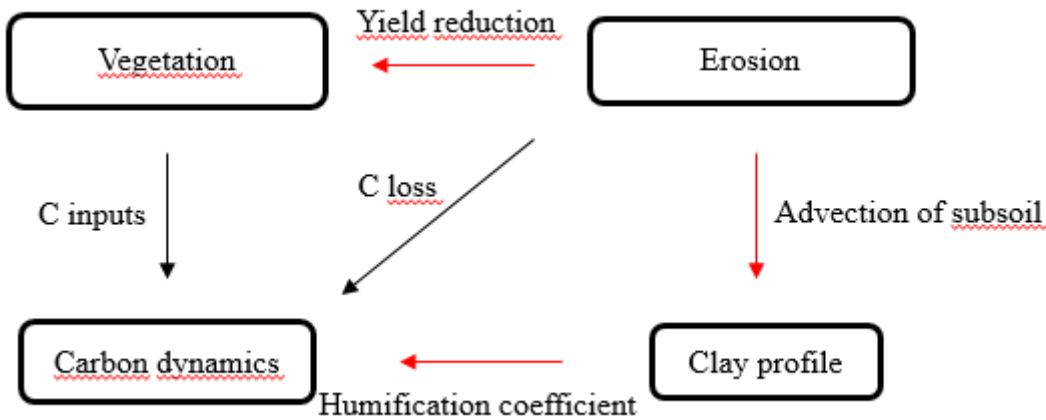 Yield reduction
Vegetation
Erosion
C loss
C inputs
Advection of subsoil
Carbon dynamics
Clay profile
Humification coefficient